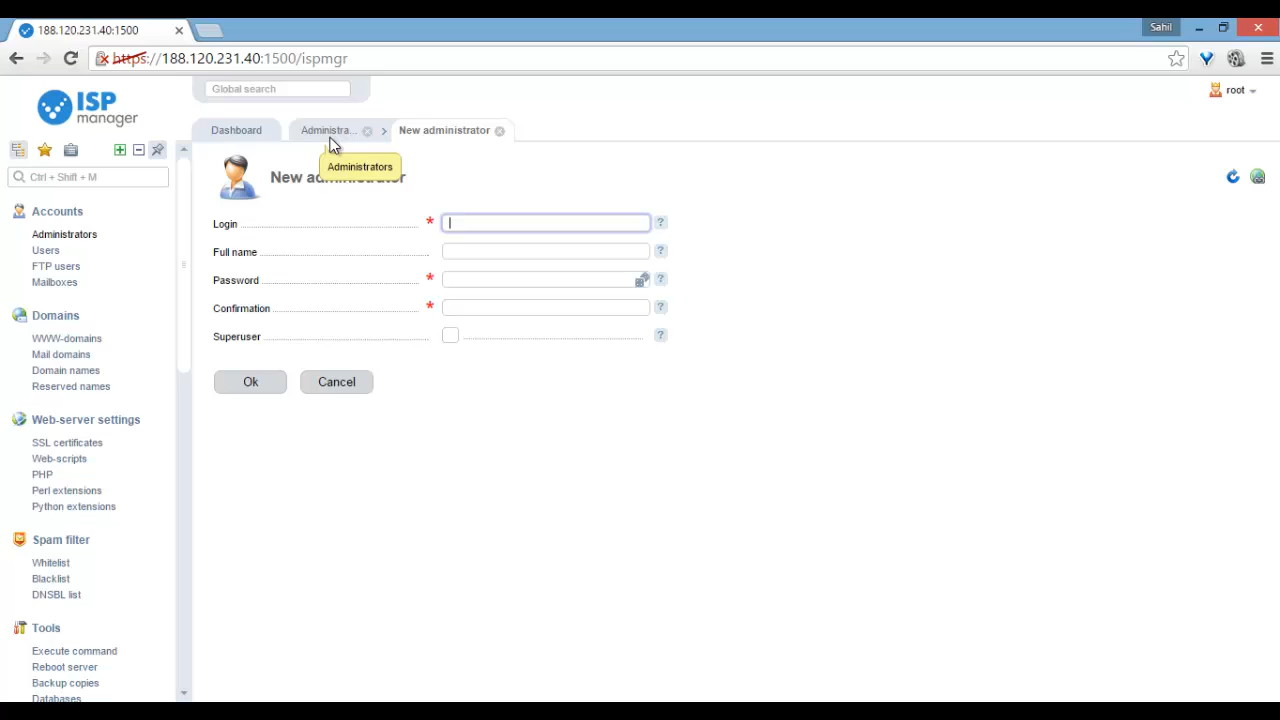 188.120.231.40:1500
Sahil
https://188.120.231.40:1500/ispmgr
Global search
root
ISP
manager
Dashboard
Administra...
New administrator
Administrators
Ctrl + Shift + M
New administrator
Accounts
Administrators
Users
FTP users
Mailboxes
Domains
WWW-domains
Mail domains
Domain names
Reserved names
Web-server settings
SSL certificates
Web-scripts
PHP
Perl extensions
Python extensions
Spam filter
Whitelist
Blacklist
DNSBL list
Tools
Execute command
Reboot server
Backup copies
Databases
Login * ?
Full name ?
Password * ?
Confirmation * ?
Superuser ?
Ok Cancel